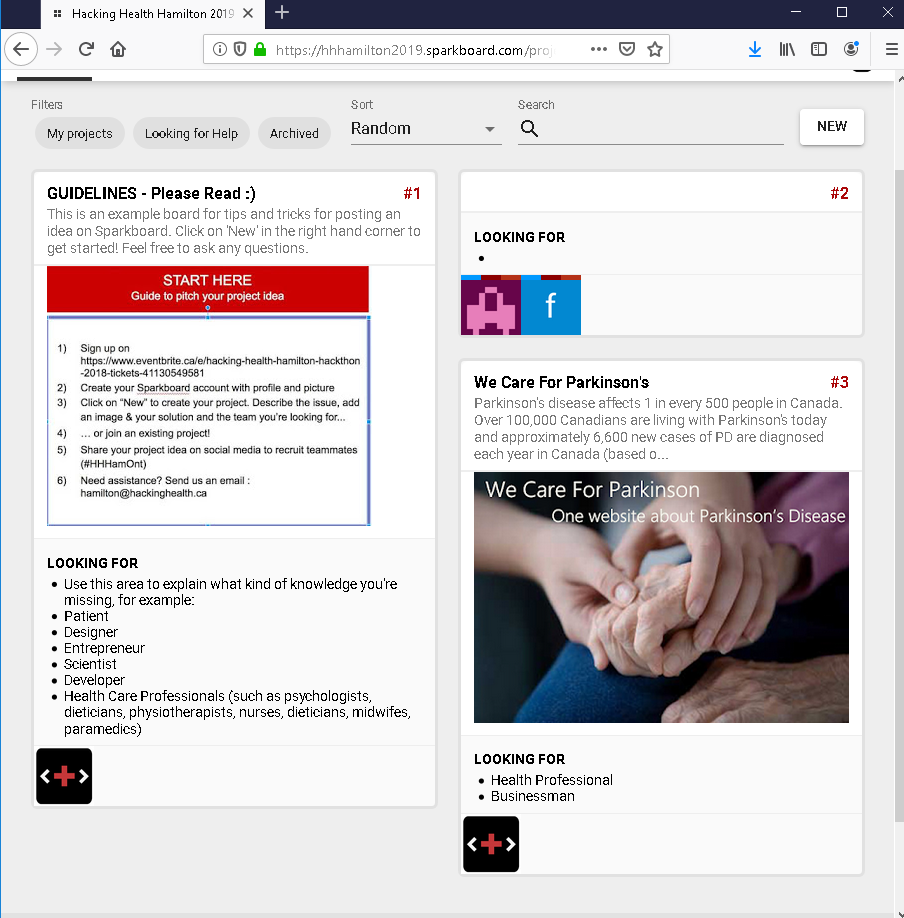 Hacking Health Hamilton 2019
https://hhhamilton2019.sparkboard.com/pro
Filters
My projects
Looking for Help
Archived
Sort
Random
Search
NEW
GUIDELINES - Please Read :)
#1
This is an example board for tips and tricks for posting an
idea on Sparkboard. Click on 'New' in the right hand corner to
get started! Feel free to ask any questions.
START HERE
Guide to pitch your project idea
1) Sign up on
https://www.eventbrite.ca/e/hacking-health-hamilton-hackthon
-2018-tickets-41130549581
2) Create your Sparkboard account with profile and picture
3) Click on “New” to create your project. Describe the issue, add
an image & your solution and the team you're looking for...
4) ... or join an existing project!
5) Share your project idea on social media to recruit teammates
(#HHHamOnt)
6) Need assistance? Send us an email :
hamilton@hackinghealth.ca
LOOKING FOR
• Use this area to explain what kind of knowledge you're
missing, for example:
• Patient
• Designer
• Entrepreneur
• Scientist
• Developer
• Health Care Professionals (such as psychologists,
dieticians, physiotherapists, nurses, dieticians, midwifes,
paramedics)
#2
LOOKING FOR
•
f
We Care For Parkinson's
#3
Parkinson's disease affects 1 in every 500 people in Canada.
Over 100,000 Canadians are living with Parkinson's today
and approximately 6,600 new cases of PD are diagnosed
each year in Canada (based o...
We Care For Parkinson
One website about Parkinson's Disease
LOOKING FOR
• Health Professional
• Businessman